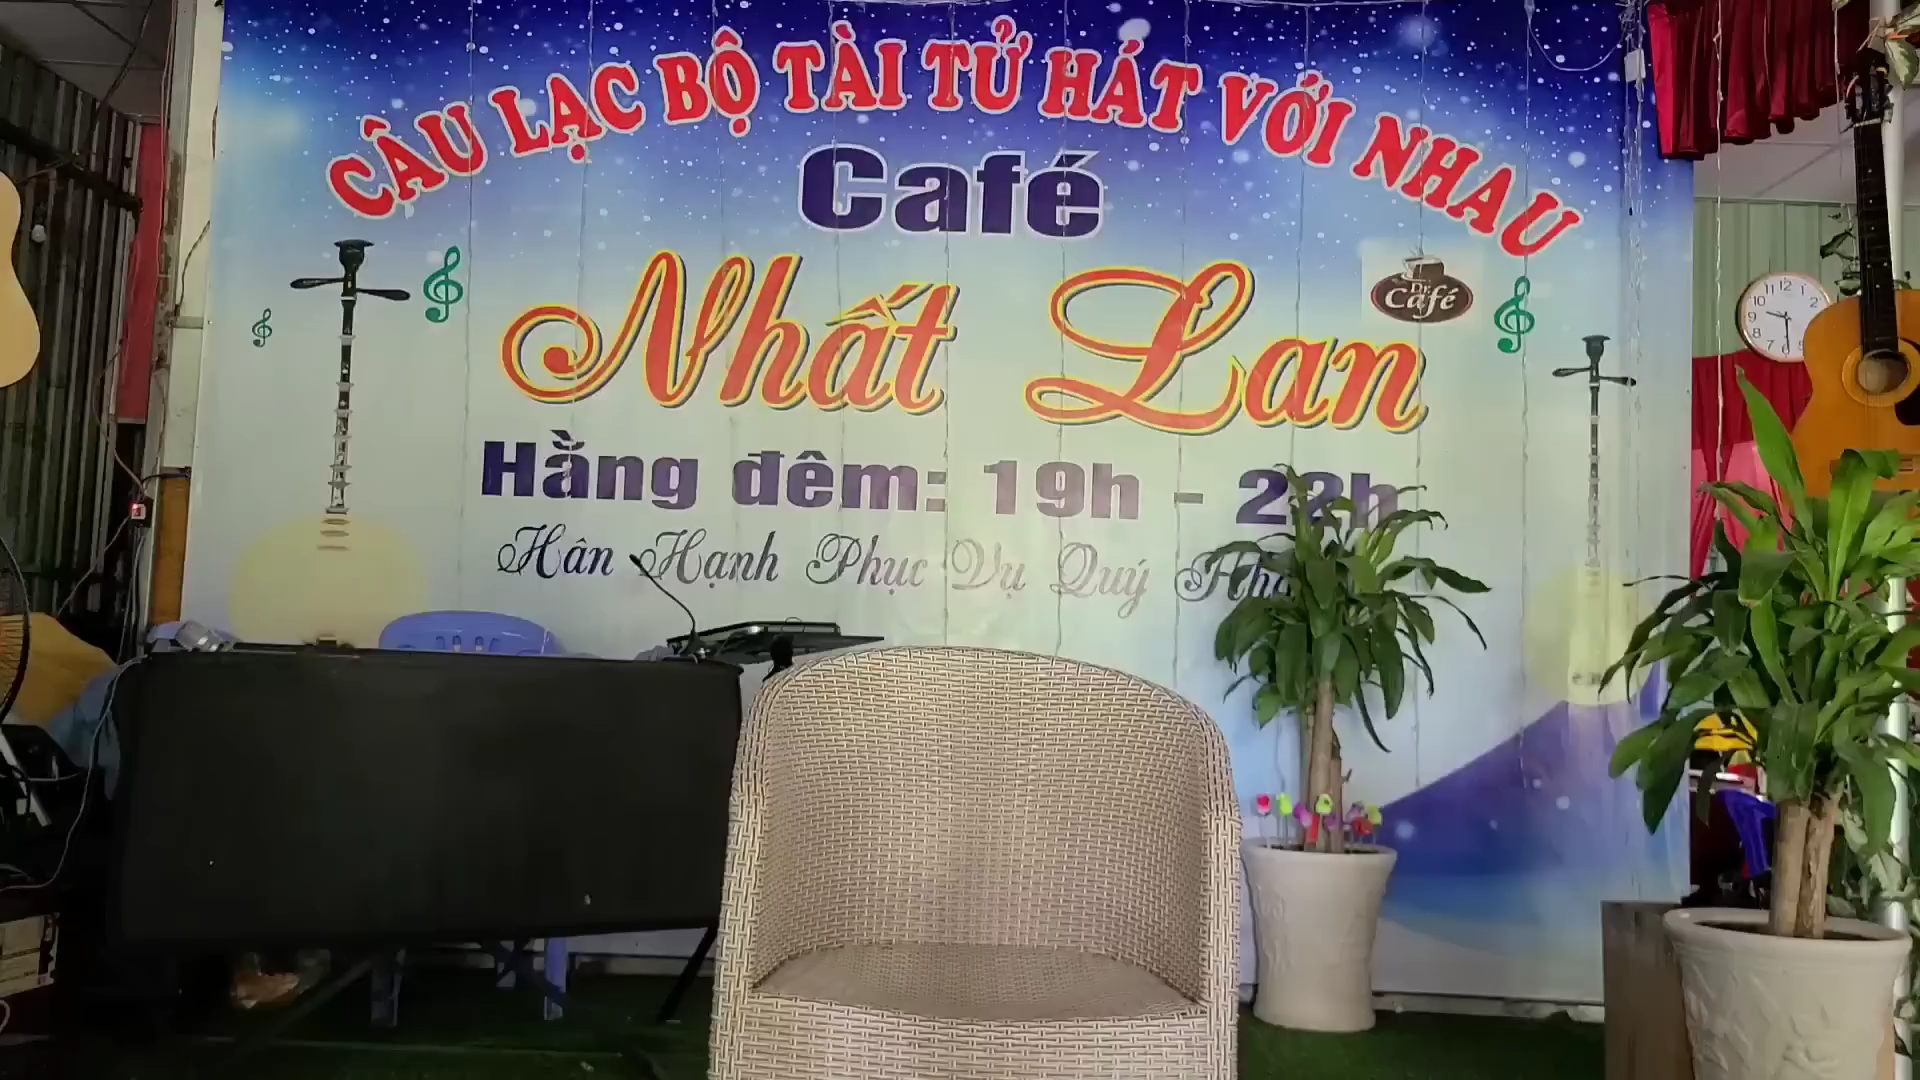 CÂU LẠC BỘ TÀI TỬ HÁT VỚI NHAU
Café
Nhất Lan
Dr.
Café
Hằng đêm: 19h - 22h
Hân Hạnh Phục Vụ Quý